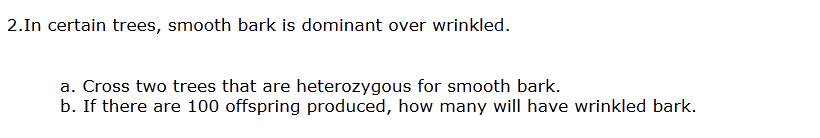 2.In certain trees, smooth bark is dominant over wrinkled.
a. Cross two trees that are heterozygous for smooth bark.
b. If there are 100 offspring produced, how many will have wrinkled bark.